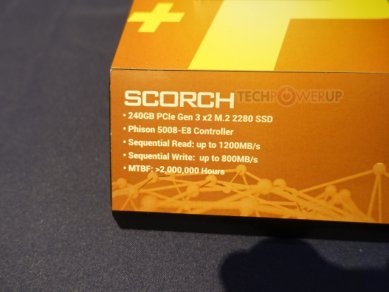 SCORCH
TECHPOWERUP
• 240GB PCIe Gen 3 x2 M.2 2280 SSD
• Phison 5008-E8 Controller
• Sequential Read: up to 1200MB/s
• Sequential Write: up to 800MB/s
• MTBF: >2,000,000 Hours